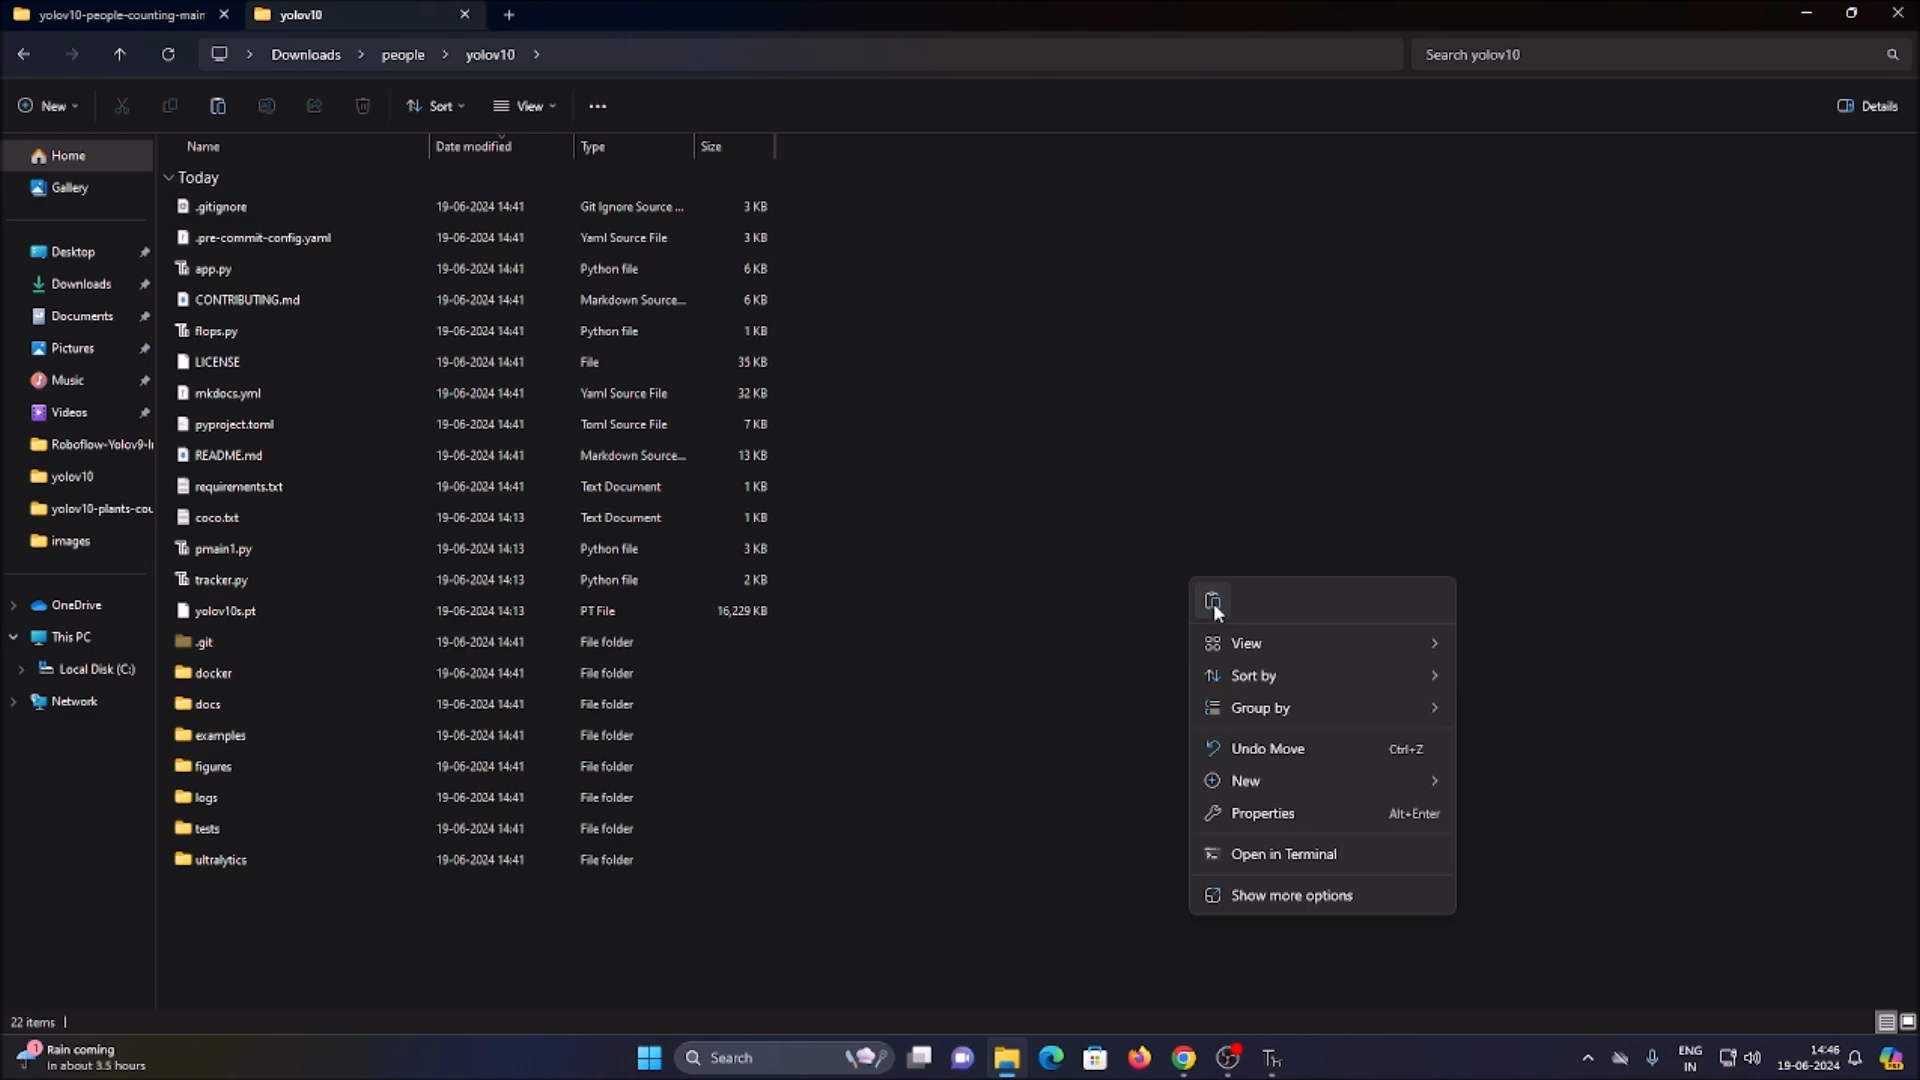 yolov10-people-counting-main
yolov10
Downloads
people
yolov10
Search yolov10
New
Sort
View
Details
Name
Date modified
Type
Size
Today
.gitignore 19-06-2024 14:41 Git Ignore Source ... 3 KB
.pre-commit-config.yaml 19-06-2024 14:41 Yaml Source File 3 KB
app.py 19-06-2024 14:41 Python file 6 KB
CONTRIBUTING.md 19-06-2024 14:41 Markdown Source... 6 KB
flops.py 19-06-2024 14:41 Python file 1 KB
LICENSE 19-06-2024 14:41 File 35 KB
mkdocs.yml 19-06-2024 14:41 Yaml Source File 32 KB
pyproject.toml 19-06-2024 14:41 Toml Source File 7 KB
README.md 19-06-2024 14:41 Markdown Source... 13 KB
requirements.txt 19-06-2024 14:41 Text Document 1 KB
coco.txt 19-06-2024 14:13 Text Document 1 KB
pmain1.py 19-06-2024 14:13 Python file 3 KB
tracker.py 19-06-2024 14:13 Python file 2 KB
yolov10s.pt 19-06-2024 14:13 PT File 16,229 KB
.git 19-06-2024 14:41 File folder
docker 19-06-2024 14:41 File folder
docs 19-06-2024 14:41 File folder
examples 19-06-2024 14:41 File folder
figures 19-06-2024 14:41 File folder
logs 19-06-2024 14:41 File folder
tests 19-06-2024 14:41 File folder
ultralytics 19-06-2024 14:41 File folder
Home
Gallery
Desktop
Downloads
Documents
Pictures
Music
Videos
Roboflow-Yolov9-I
yolov10
yolov10-plants-cou
images
OneDrive
This PC
Local Disk (C:)
Network
View
Sort by
Group by
Undo Move Ctrl+Z
New
Properties Alt+Enter
Open in Terminal
Show more options
22 items
1
Rain coming
In about 3.5 hours
Search
ENG
IN
14:46
19-06-2024